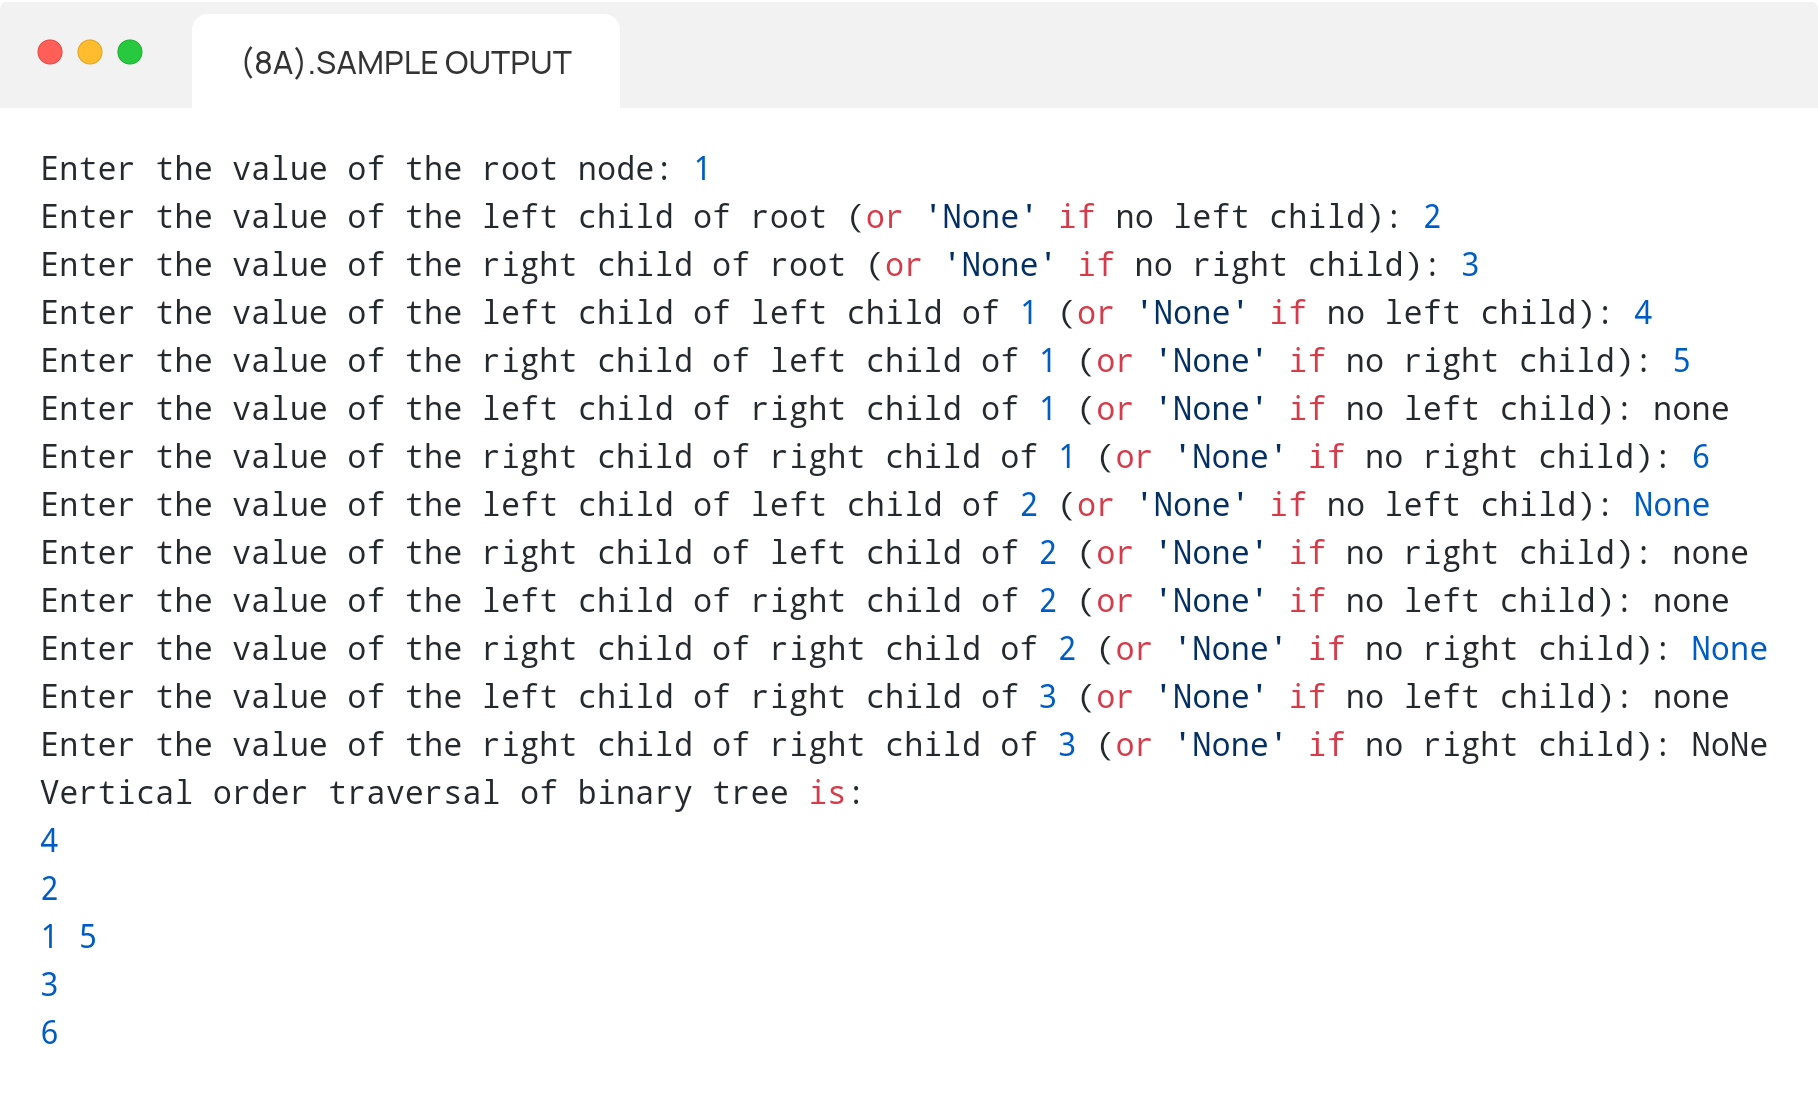 (8A).SAMPLE OUTPUT
Enter the value of the root node: 1
Enter the value of the left child of root (or 'None' if no left child): 2
Enter the value of the right child of root (or 'None' if no right child): 3
Enter the value of the left child of left child of 1 (or 'None' if no left child): 4
Enter the value of the right child of left child of 1 (or 'None' if no right child): 5
Enter the value of the left child of right child of 1 (or 'None' if no left child): none
Enter the value of the right child of right child of 1 (or 'None' if no right child): 6
Enter the value of the left child of left child of 2 (or 'None' if no left child): None
Enter the value of the right child of left child of 2 (or 'None' if no right child): none
Enter the value of the left child of right child of 2 (or 'None' if no left child): none
Enter the value of the right child of right child of 2 (or 'None' if no right child): None
Enter the value of the left child of right child of 3 (or 'None' if no left child): none
Enter the value of the right child of right child of 3 (or 'None' if no right child): NoNe
Vertical order traversal of binary tree is:
4
2
1 5
3
6